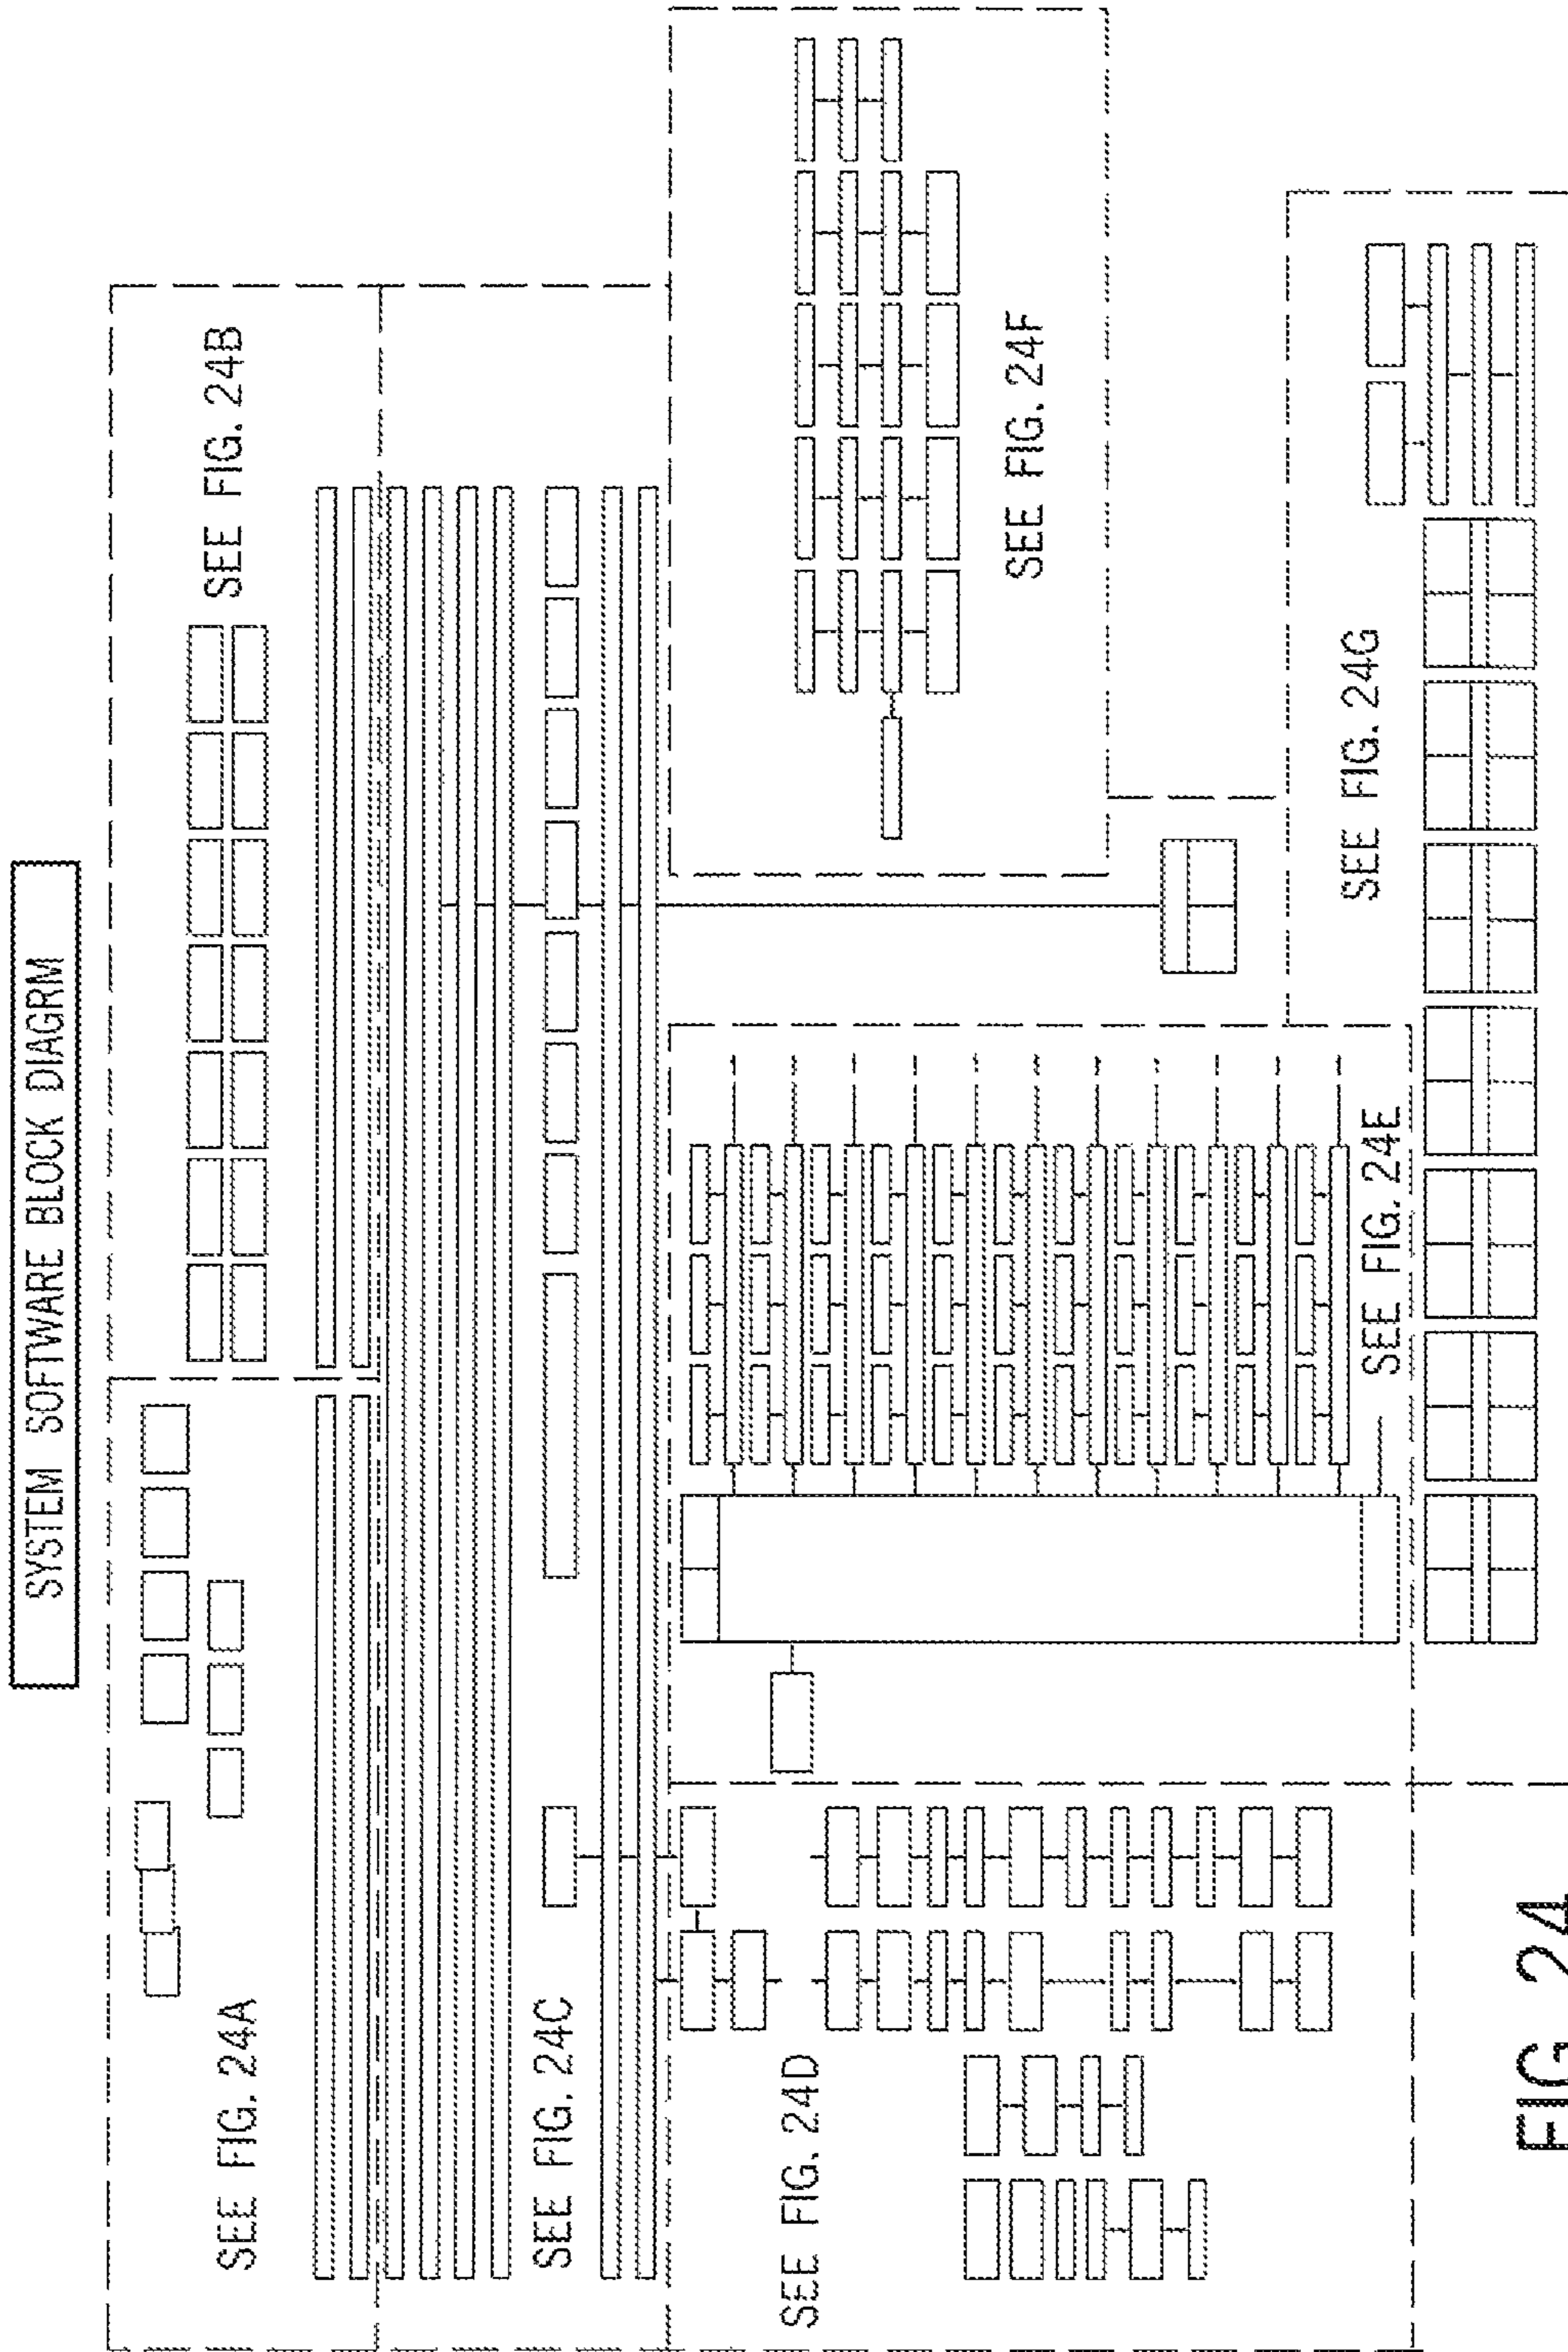 SYSTEM SOFTWARE BLOCK DIAGRM
SEE FIG. 24A
SEE FIG. 24B
SEE FIG. 24C
SEE FIG. 24D
SEE FIG. 24E
SEE FIG. 24F
SEE FIG. 24G
FIG. 24